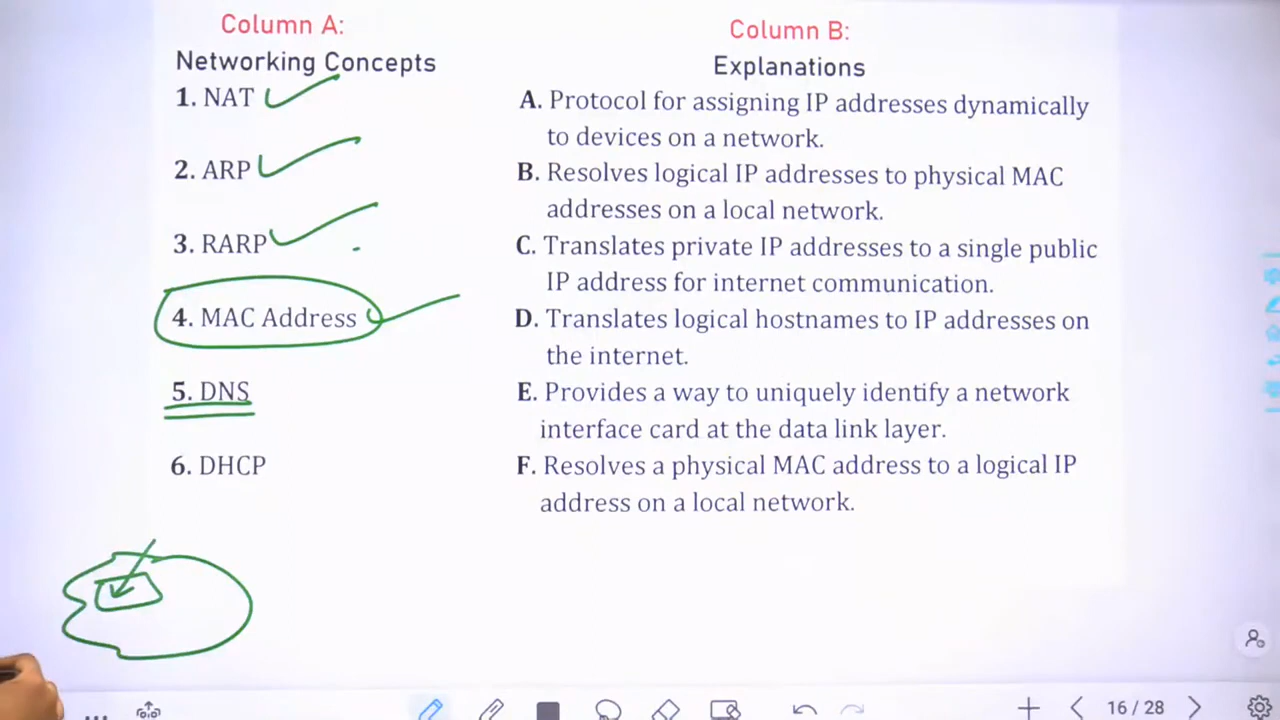 Column A:
Networking Concepts
1. NAT
2. ARP
3. RARP
4. MAC Address
5. DNS
6. DHCP
Column B:
Explanations
A. Protocol for assigning IP addresses dynamically
to devices on a network.
B. Resolves logical IP addresses to physical MAC
addresses on a local network.
C. Translates private IP addresses to a single public
IP address for internet communication.
D. Translates logical hostnames to IP addresses on
the internet.
E. Provides a way to uniquely identify a network
interface card at the data link layer.
F. Resolves a physical MAC address to a logical IP
address on a local network.
16 / 28